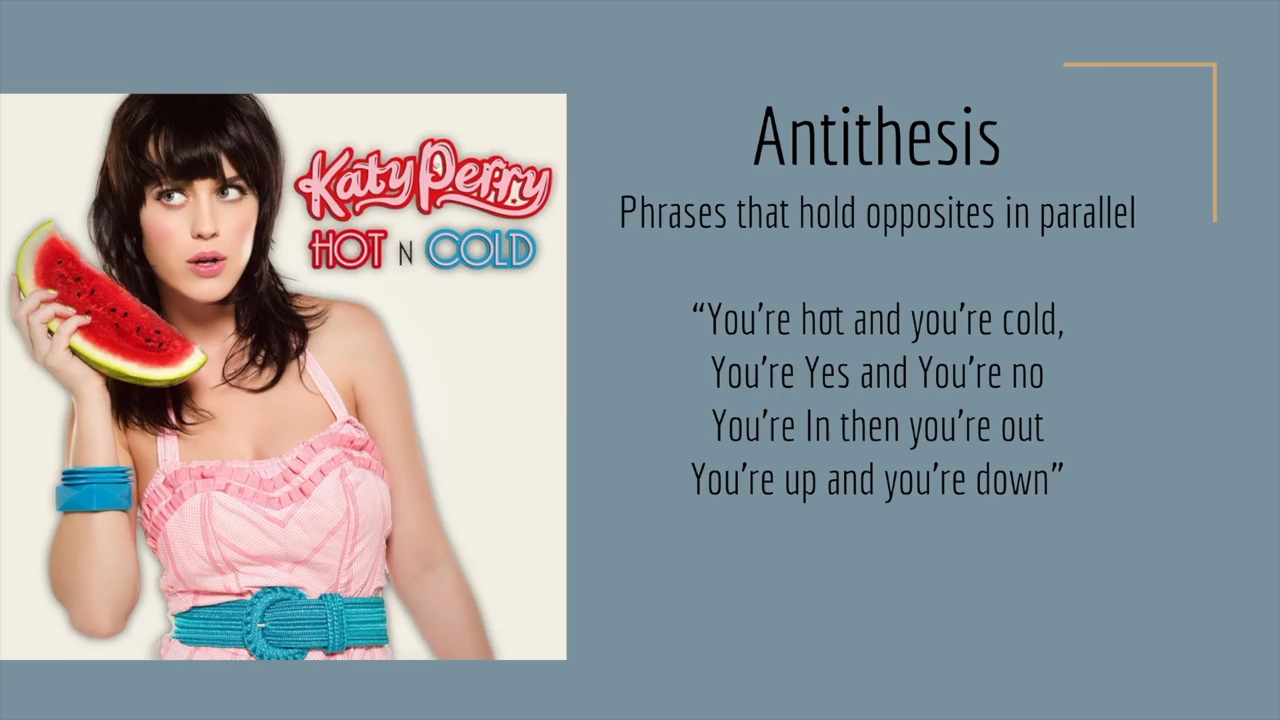 Katy Perry
HOT N COLD
Antithesis
Phrases that hold opposites in parallel
“You’re hot and you’re cold,
You’re Yes and You’re no
You’re In then you’re out
You’re up and you’re down”